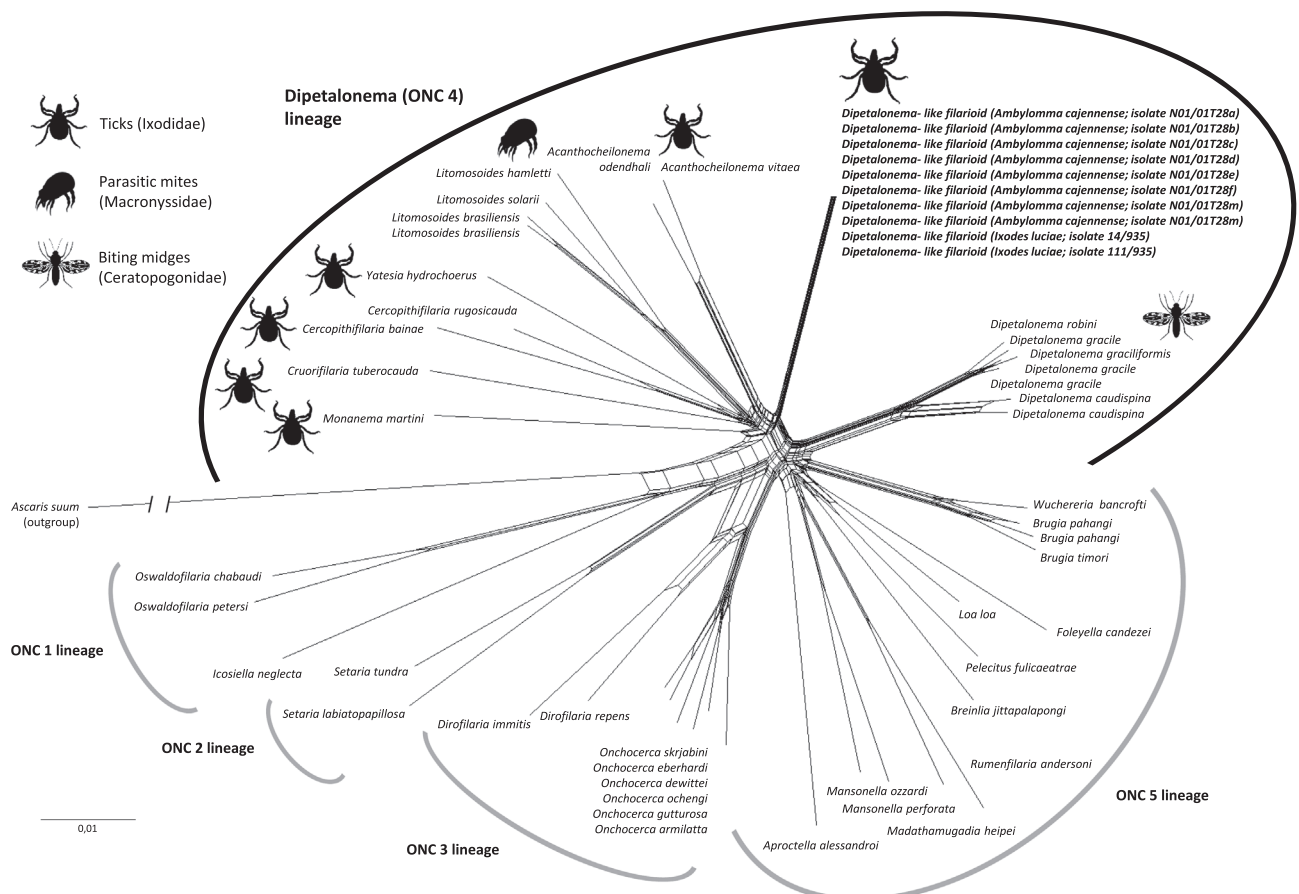 Dipetalonema (ONC 4)
lineage
Ticks (Ixodidae)
Parasitic mites
(Macronyssidae)
Biting midges
(Ceratopogonidae)
Dipetalonema- like filarioid (Ambylomma cajennense; isolate N01/01T28a)
Dipetalonema- like filarioid (Ambylomma cajennense; isolate N01/01T28b)
Dipetalonema- like filarioid (Ambylomma cajennense; isolate N01/01T28c)
Dipetalonema- like filarioid (Ambylomma cajennense; isolate N01/01T28d)
Dipetalonema- like filarioid (Ambylomma cajennense; isolate N01/01T28e)
Dipetalonema- like filarioid (Ambylomma cajennense; isolate N01/01T28f)
Dipetalonema- like filarioid (Ambylomma cajennense; isolate N01/01T28m)
Dipetalonema- like filarioid (Ambylomma cajennense; isolate N01/01T28m)
Dipetalonema- like filarioid (Ixodes luciae; isolate 14/935)
Dipetalonema- like filarioid (Ixodes luciae; isolate 111/935)
Acanthocheilonema
odendhali
Acanthocheilonema vitaea
Litomosoides hamletti
Litomosoides solarii
Litomosoides brasiliensis
Litomosoides brasiliensis
Yatesia hydrochoerus
Cercopithifilaria rugosicauda
Cercopithifilaria bainae
Cruorifilaria tuberocauda
Monanema martini
Dipetalonema robini
Dipetalonema gracile
Dipetalonema graciliformis
Dipetalonema gracile
Dipetalonema gracile
Dipetalonema caudispina
Dipetalonema caudispina
Ascaris suum
(outgroup)
Wuchereria bancrofti
Brugia pahangi
Brugia pahangi
Brugia timori
Oswaldofilaria chabaudi
Oswaldofilaria petersi
Loa loa
Foleyella candezei
ONC 1 lineage
Icosiella neglecta
Setaria tundra
Pelecitus fulicaeatrae
Setaria labiatopapillosa
Dirofilaria immitis
Dirofilaria repens
Breinlia jittapalapongi
ONC 2 lineage
Onchocerca skrjabini
Onchocerca eberhardi
Onchocerca dewittei
Onchocerca ochengi
Onchocerca gutturosa
Onchocerca armilatta
Rumenfilaria andersoni
Mansonella ozzardi
Mansonella perforata
Madathamugadia heipei
Aproctella alessandroi
ONC 5 lineage
0,01
ONC 3 lineage